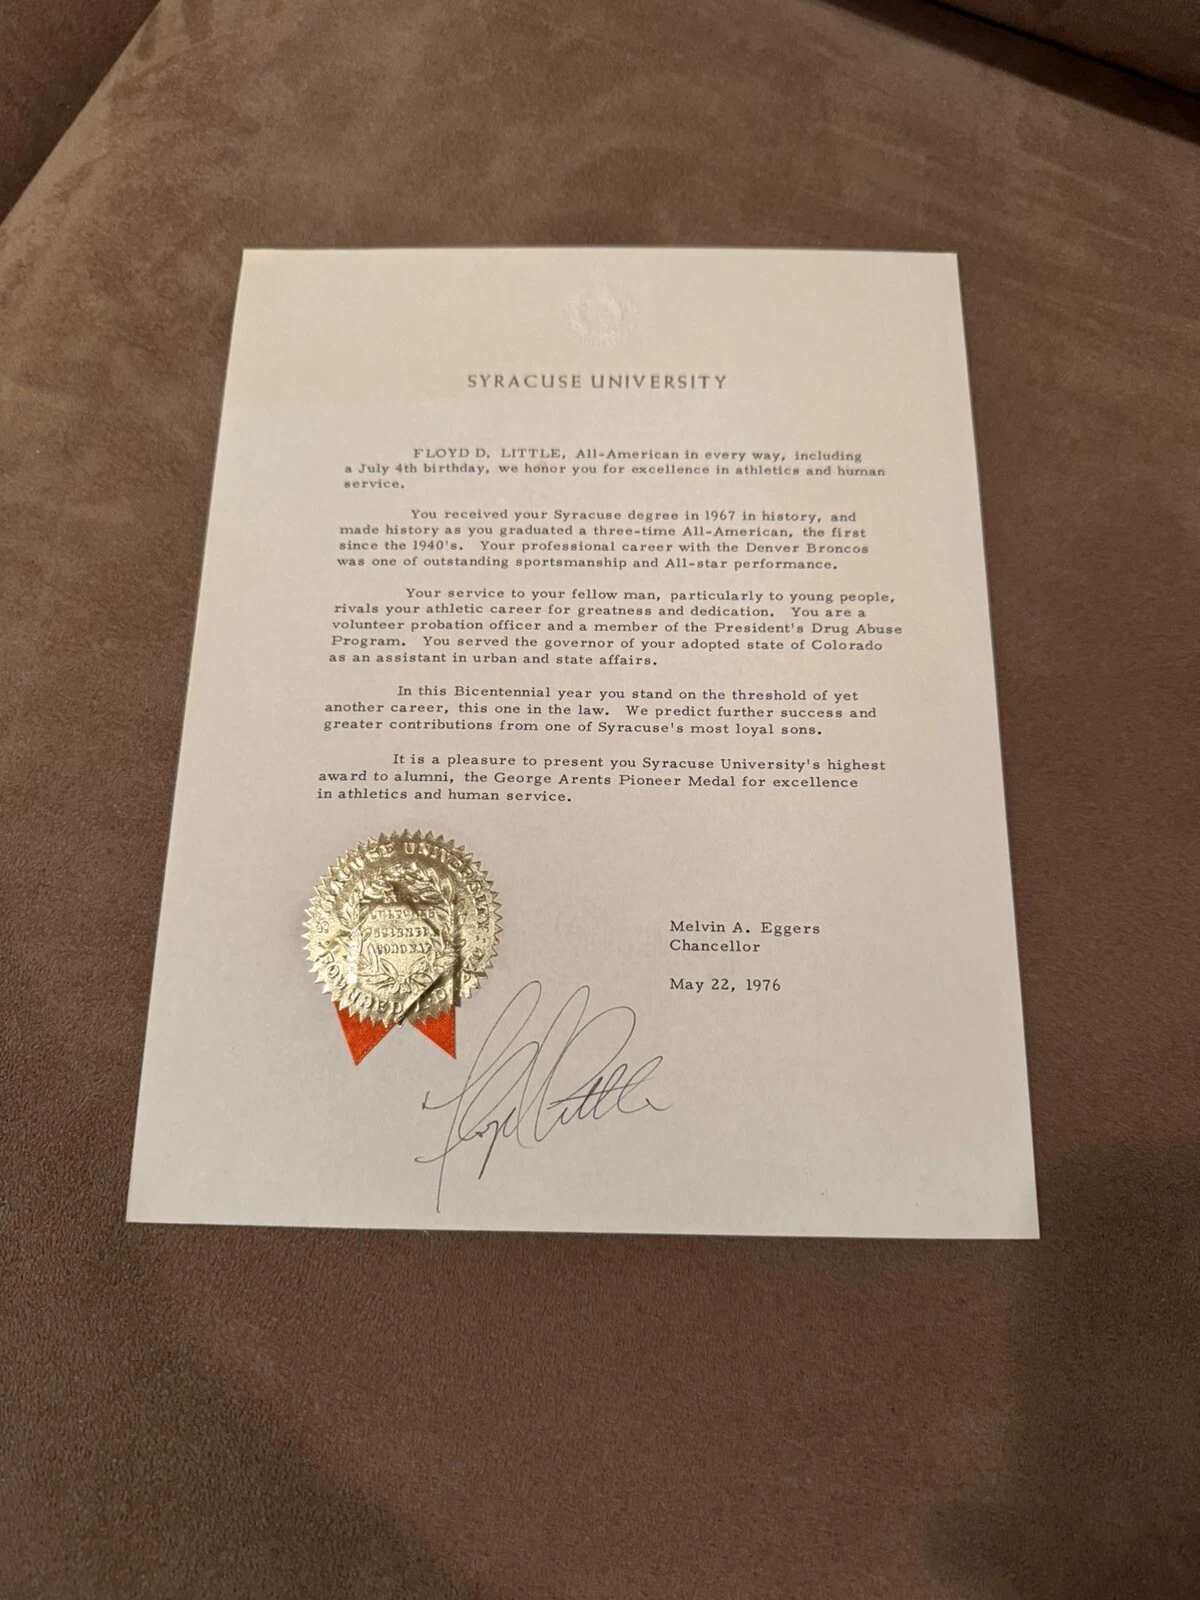 SYRACUSE UNIVERSITY
FLOYD D. LITTLE, All-American in every way, including
a July 4th birthday, we honor you for excellence in athletics and human
service.
You received your Syracuse degree in 1967 in history, and
made history as you graduated a three-time All-American, the first
since the 1940's. Your professional career with the Denver Broncos
was one of outstanding sportsmanship and All-star performance.
Your service to your fellow man, particularly to young people,
rivals your athletic career for greatness and dedication. You are a
volunteer probation officer and a member of the President's Drug Abuse
Program. You served the governor of your adopted state of Colorado
as an assistant in urban and state affairs.
In this Bicentennial year you stand on the threshold of yet
another career, this one in the law. We predict further success and
greater contributions from one of Syracuse's most loyal sons.
It is a pleasure to present you Syracuse University's highest
award to alumni, the George Arents Pioneer Medal for excellence
in athletics and human service.
SYRACUSE UNIVERSITY
FOUNDED
Melvin A. Eggers
Chancellor
May 22, 1976
Floyd Little